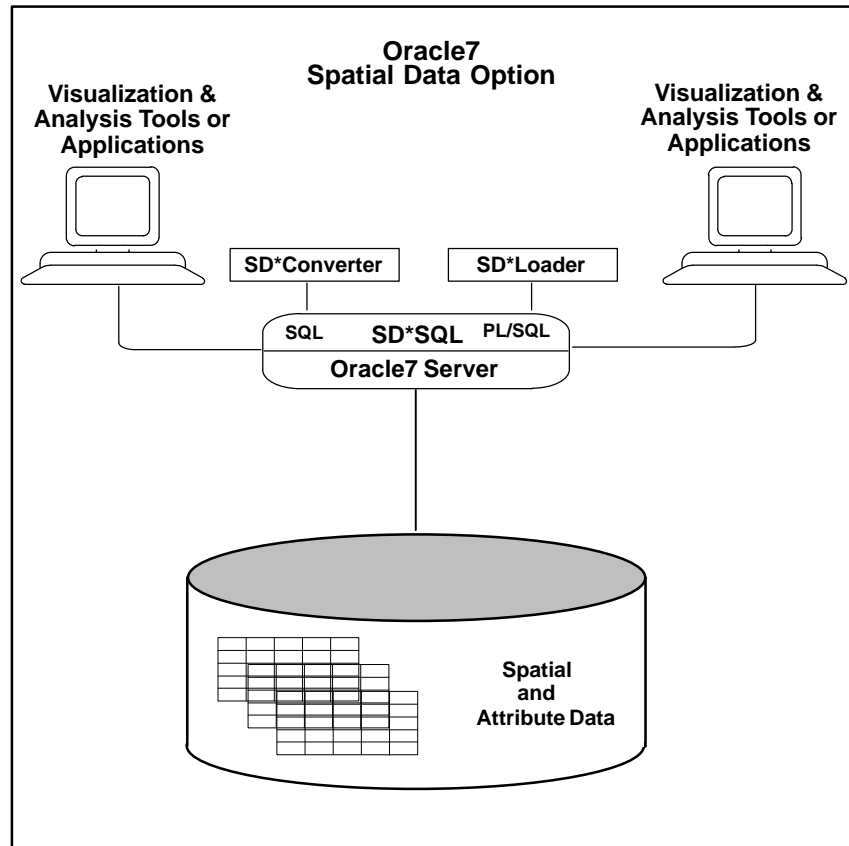 Oracle7
Spatial Data Option
Visualization &
Analysis Tools or
Applications
Visualization &
Analysis Tools or
Applications
SD*Converter
SD*Loader
SQL SD*SQL PL/SQL
Oracle7 Server
Spatial
and
Attribute Data